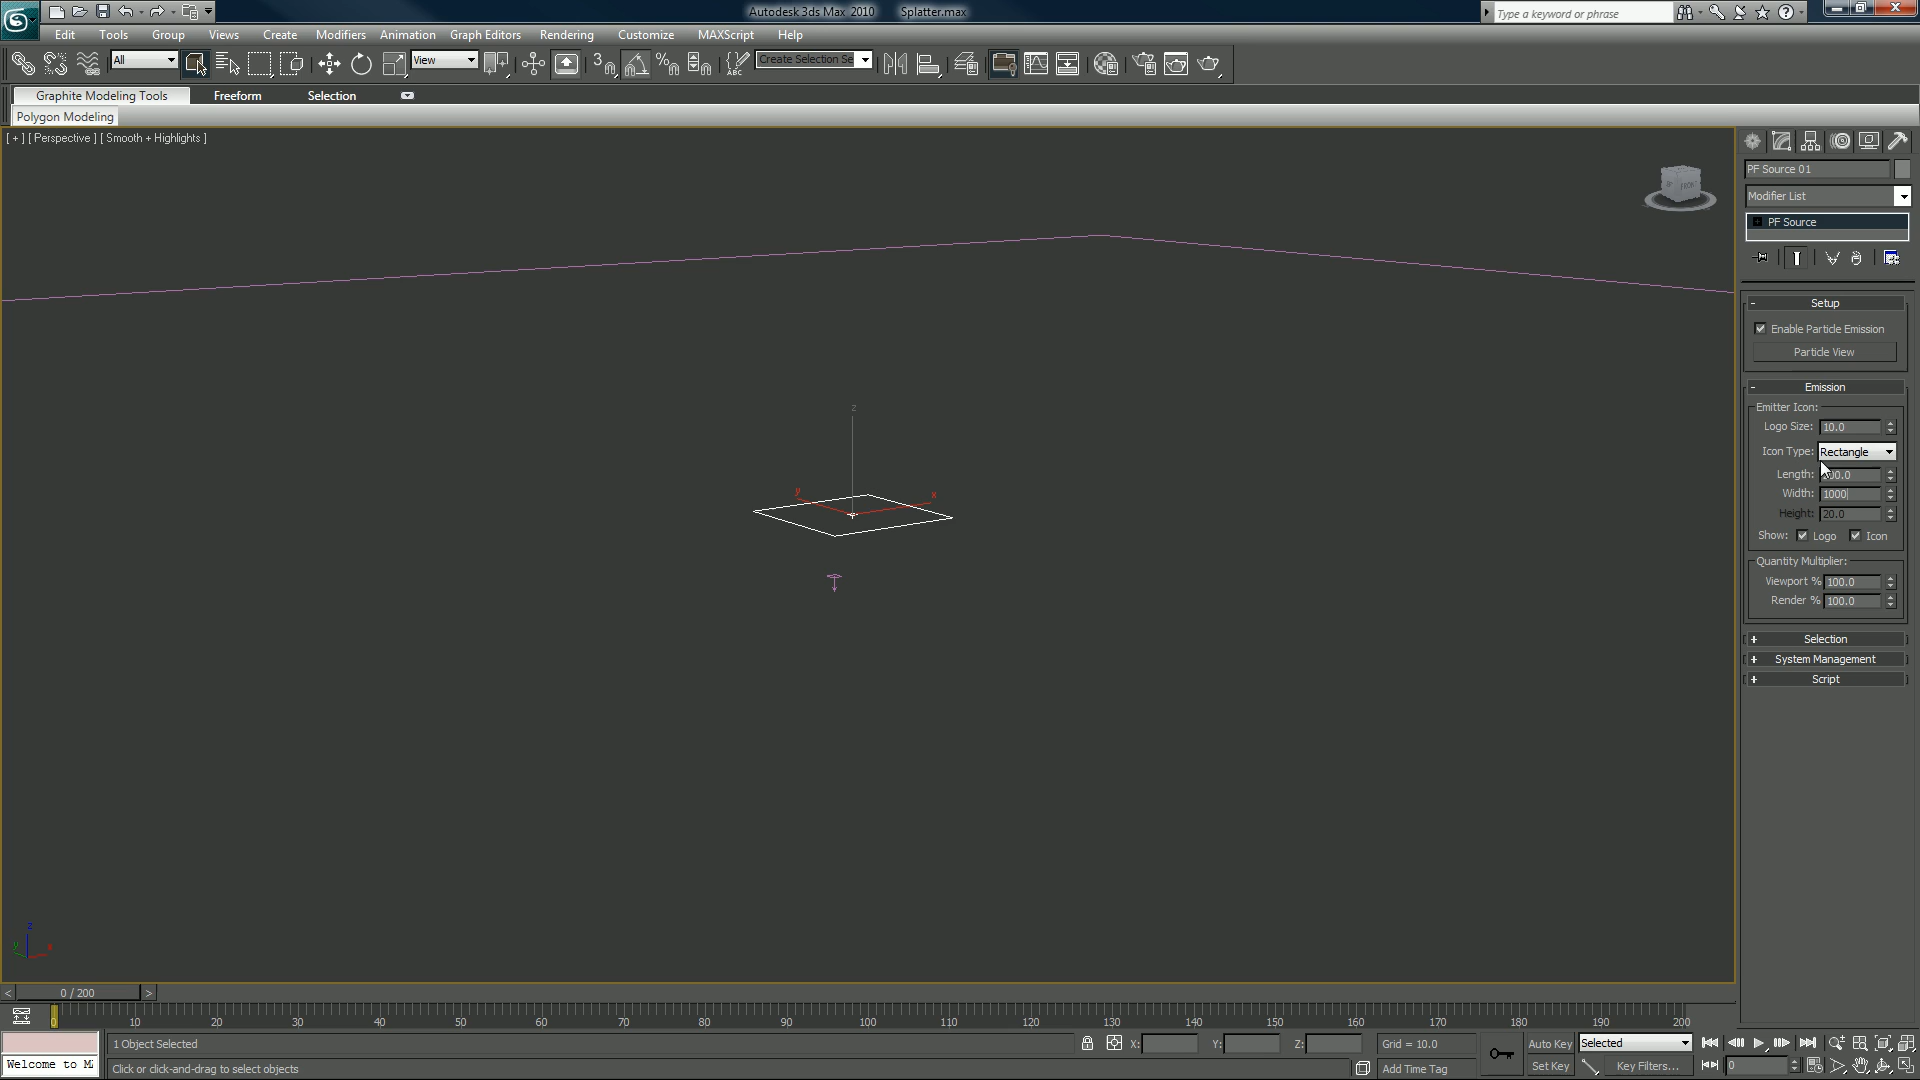 Autodesk 3ds Max 2010 Splatter.max
Type a keyword or phrase
Edit Tools Group Views Create Modifiers Animation Graph Editors Rendering Customize MAXScript Help
All View 3 Create Selection Se
Graphite Modeling Tools Freeform Selection
Polygon Modeling
[ + ] [ Perspective ] [ Smooth + Highlights ]
FRONT
PF Source 01
Modifier List
PF Source
- Setup
Enable Particle Emission
Particle View
- Emission
Emitter Icon:
Logo Size: 10.0
Icon Type: Rectangle
Length:
Width: 1000
Height: 20.0
Show: Logo Icon
Quantity Multiplier:
Viewport % 100.0
Render % 100.0
+ Selection
+ System Management
+ Script
z
y x
z
y x
< 0 / 200 >
0 10 20 30 40 50 60 70 80 90 100 110 120 130 140 150 160 170 180 190 200
1 Object Selected X: Y: Z: Grid = 10.0 Auto Key Selected
Welcome to M Click or click-and-drag to select objects Add Time Tag Set Key Key Filters... 0